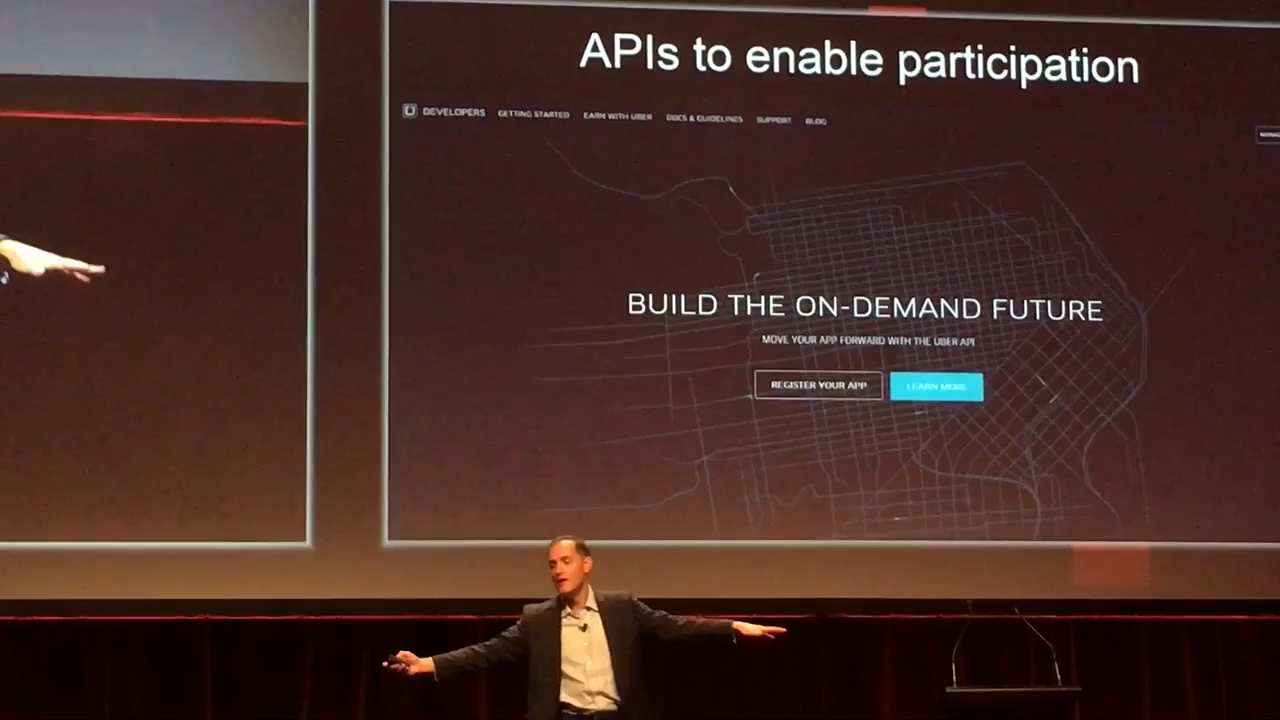 APIs to enable participation
DEVELOPERS GETTING STARTED EARN WITH UBER DOCS & GUIDELINES SUPPORT BLOG
BUILD THE ON-DEMAND FUTURE
MOVE YOUR APP FORWARD WITH THE UBER API
REGISTER YOUR APP LEARN MORE